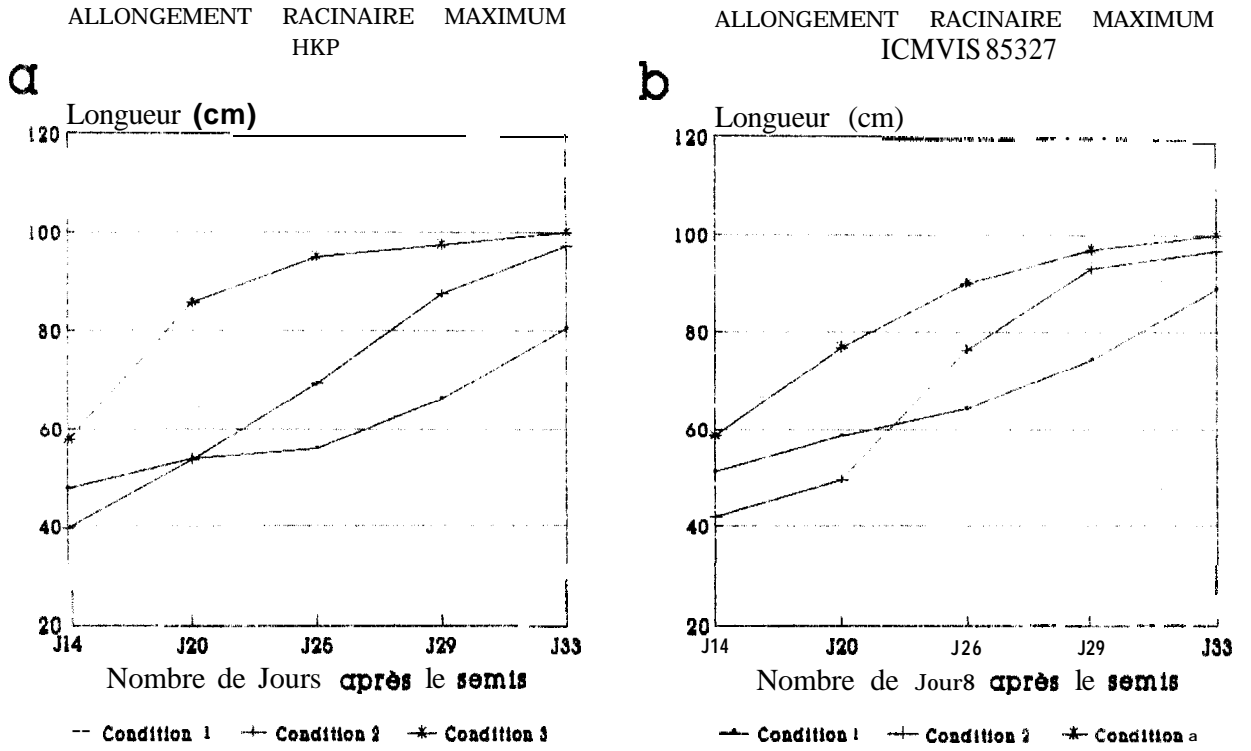 ALLONGEMENT RACINAIRE MAXIMUM
HKP
a
Longueur (cm)
120
100
80
60
40
20
J14 J20 J25 J29 J33
Nombre de Jours après le semis
-- Condition 1 Condition 2 Condition 3
ALLONGEMENT RACINAIRE MAXIMUM
ICMVIS 85327
b
Longueur (cm)
120
100
80
60
40
20
J14 J20 J26 J29 J33
Nombre de Jour8 après le semis
Condition 1 Condition 2 Condition a